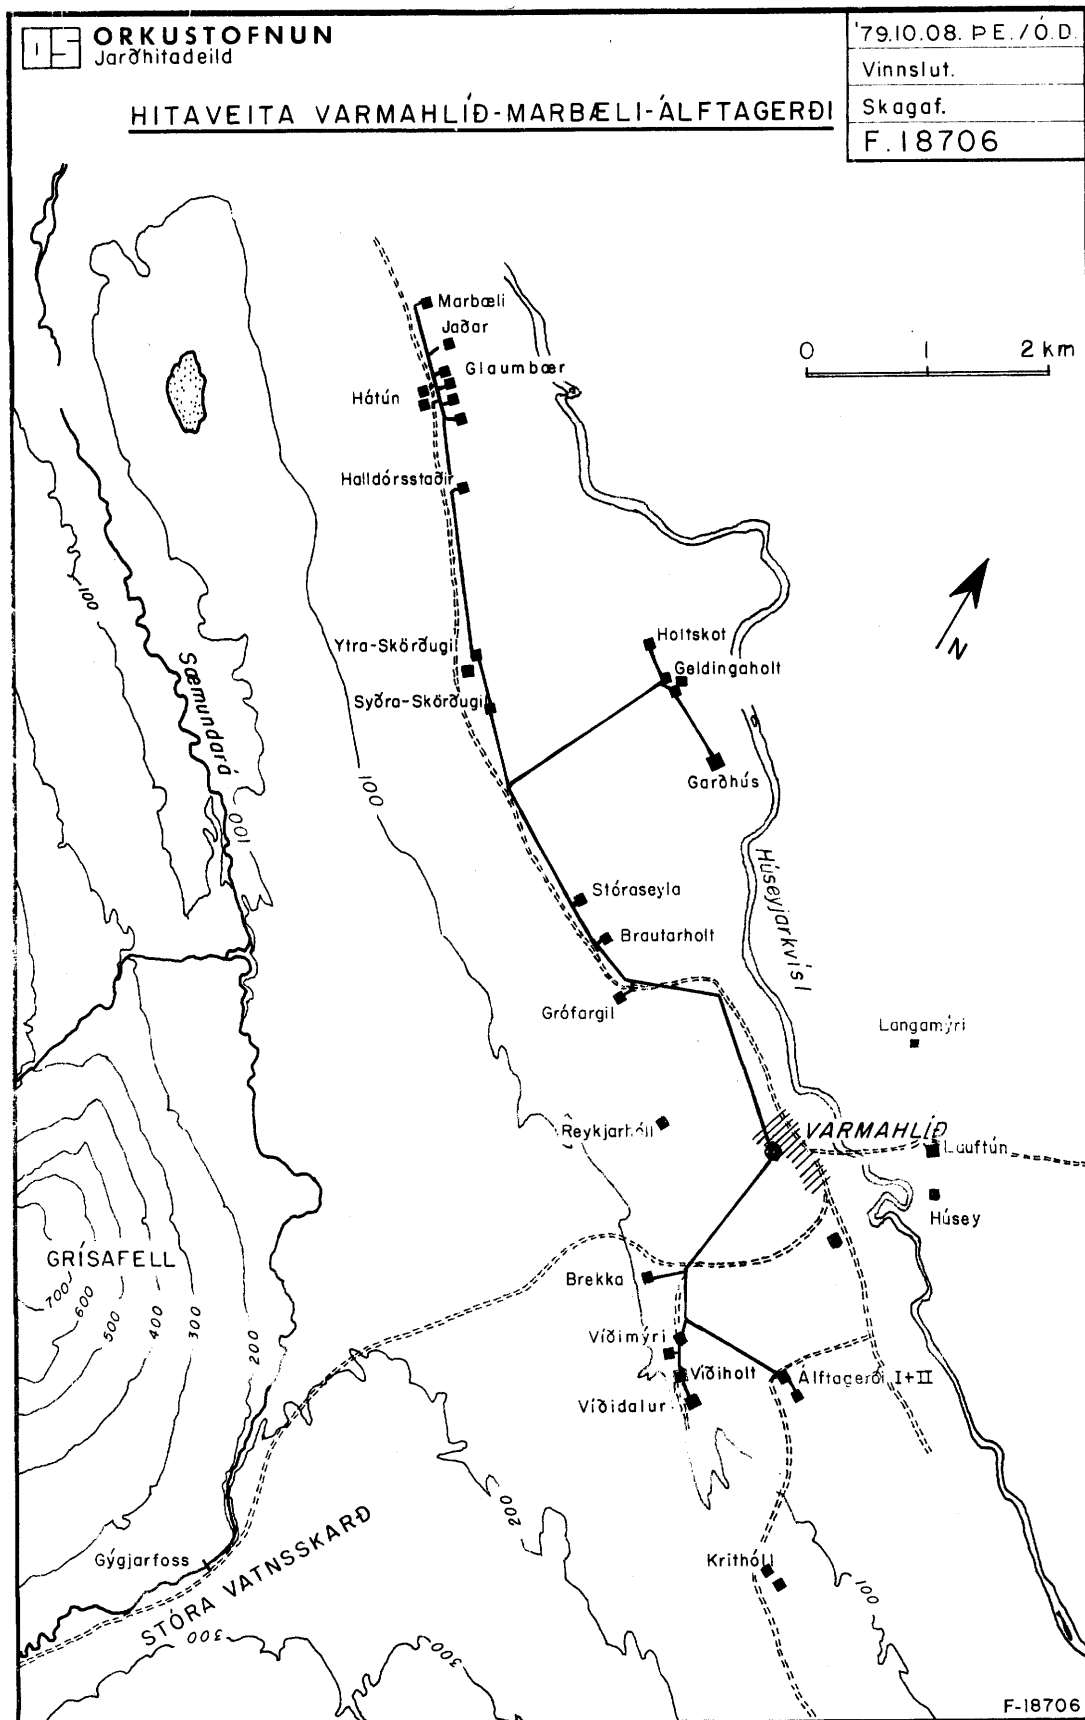 ORKUSTOFNUN
Jarðhitadeild
'79.10.08. ÞE./Ó.D.
Vinnslut.
Skagaf.
F.18706
HITAVEITA VARMAHLÍÐ-MARBÆLI-ÁLFTAGERÐI
Marbæli
Jaðar
Glaumbær
Hátún
0 1 2 km
Halldórsstaðir
100
Sæmundará
Ytra-Skörðugil
Syðra-Skörðugil
Holtskot
Geldingaholt
N
Garðhús
100
100
Húseyjarkvísl
Stóraseyla
Brautarholt
Grófargil
Langamýri
Reykjarhóll
VARMAHLÍÐ
Lauftún
Húsey
GRÍSAFELL
700
600
500
400
300
200
Brekka
Víðimýri
Víðiholt
Álftagerði I+II
Víðidalur
200
Gýgjarfoss
STÓRA VATNSSKARÐ
Krithóll
100
300
300
F-18706